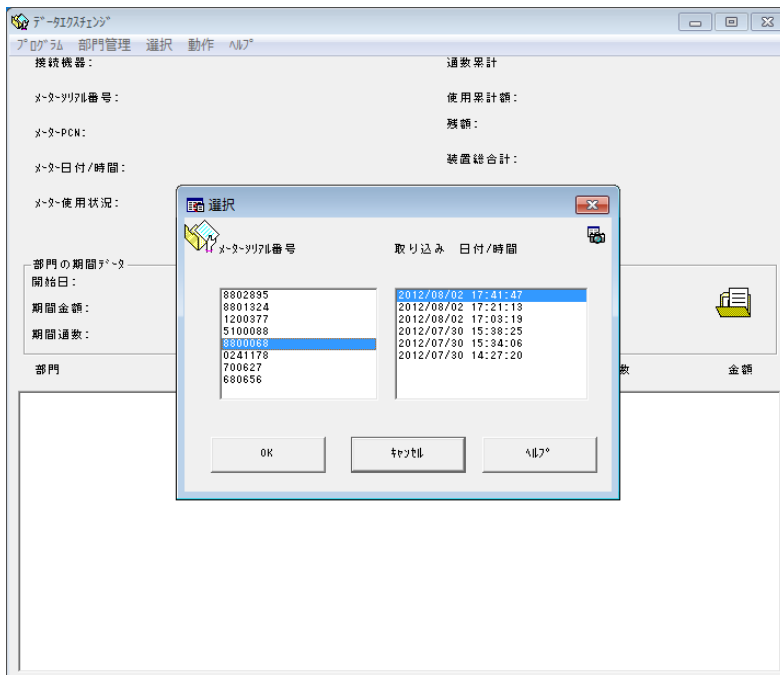 ﾃﾞｰﾀｴｸｽﾁｪﾝｼﾞ
ﾌﾟﾛｸﾞﾗﾑ 部門管理 選択 動作 ﾍﾙﾌﾟ
接続機器:
通数累計
ﾒｰﾀｰｼﾘｱﾙ番号:
使用累計額:
残額:
ﾒｰﾀｰPCN:
装置総合計:
ﾒｰﾀｰ日付/時間:
ﾒｰﾀｰ使用状況:
部門の期間ﾃﾞｰﾀ
開始日:
期間金額:
期間通数:
部門
数
金額
選択
ﾒｰﾀｰｼﾘｱﾙ番号
取り込み 日付/時間
8802895
8801324
1200377
5100088
8800068
0241178
700627
680656
2012/08/02 17:41:47
2012/08/02 17:21:13
2012/08/02 17:03:19
2012/07/30 15:38:25
2012/07/30 15:34:06
2012/07/30 14:27:20
OK
ｷｬﾝｾﾙ
ﾍﾙﾌﾟ